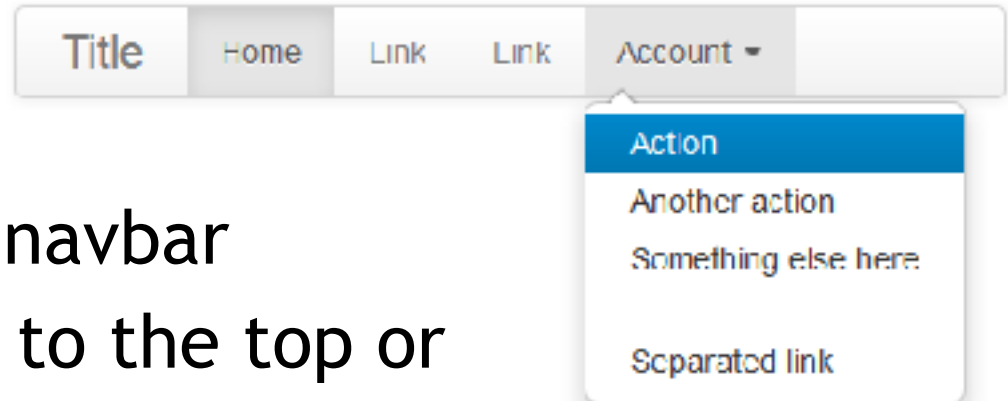 Title Home Link Link Account
Action
Another action
Something else here
Separated link
navbar
to the top or